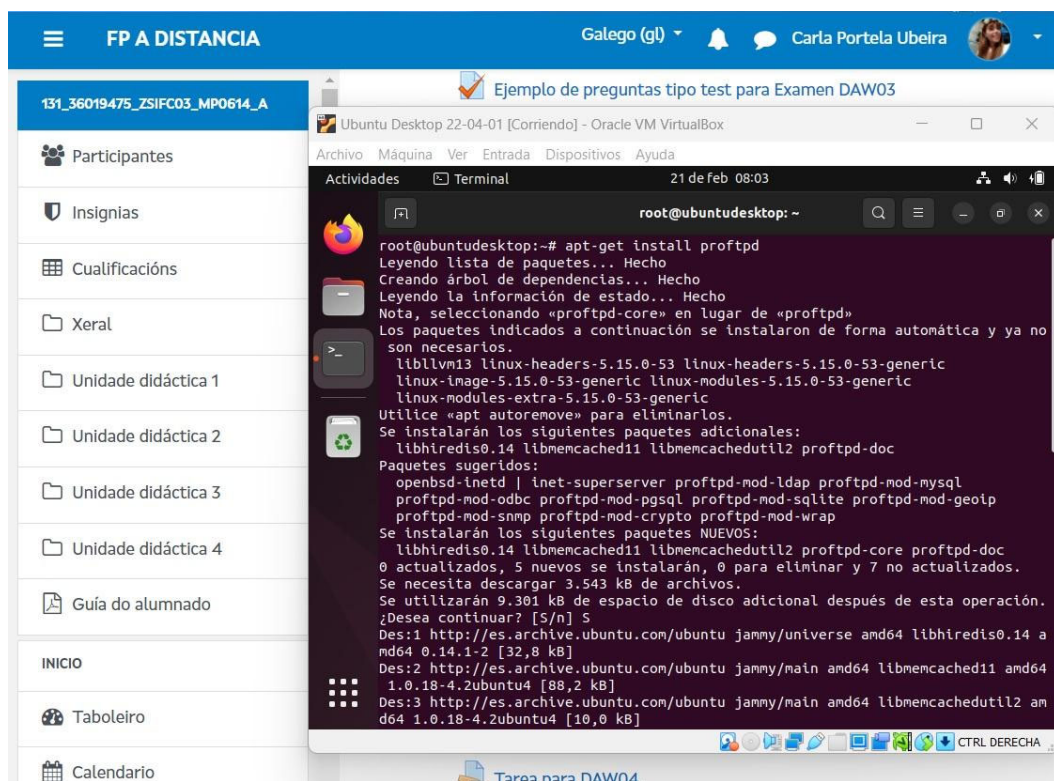 FP A DISTANCIA
Galego (gl)
Carla Portela Ubeira
131_36019475_ZSIFC03_MP0614_A
Participantes
Insignias
Cualificacións
Xeral
Unidade didáctica 1
Unidade didáctica 2
Unidade didáctica 3
Unidade didáctica 4
Guía do alumnado
INICIO
Taboleiro
Calendario
Ejemplo de preguntas tipo test para Examen DAW03
Ubuntu Desktop 22-04-01 [Corriendo] - Oracle VM VirtualBox
Archivo Máquina Ver Entrada Dispositivos Ayuda
Actividades Terminal 21 de feb 08:03
root@ubuntudesktop: ~
root@ubuntudesktop:~# apt-get install proftpd
Leyendo lista de paquetes... Hecho
Creando árbol de dependencias... Hecho
Leyendo la información de estado... Hecho
Nota, seleccionando «proftpd-core» en lugar de «proftpd»
Los paquetes indicados a continuación se instalaron de forma automática y ya no
son necesarios.
libllvm13 linux-headers-5.15.0-53 linux-headers-5.15.0-53-generic
linux-image-5.15.0-53-generic linux-modules-5.15.0-53-generic
linux-modules-extra-5.15.0-53-generic
Utilice «apt autoremove» para eliminarlos.
Se instalarán los siguientes paquetes adicionales:
libhiredis0.14 libmemcached11 libmemcachedutil2 proftpd-doc
Paquetes sugeridos:
openbsd-inetd | inet-superserver proftpd-mod-ldap proftpd-mod-mysql
proftpd-mod-odbc proftpd-mod-pgsql proftpd-mod-sqlite proftpd-mod-geoip
proftpd-mod-snmp proftpd-mod-crypto proftpd-mod-wrap
Se instalarán los siguientes paquetes NUEVOS:
libhiredis0.14 libmemcached11 libmemcachedutil2 proftpd-core proftpd-doc
0 actualizados, 5 nuevos se instalarán, 0 para eliminar y 7 no actualizados.
Se necesita descargar 3.543 kB de archivos.
Se utilizarán 9.301 kB de espacio de disco adicional después de esta operación.
¿Desea continuar? [S/n] S
Des:1 http://es.archive.ubuntu.com/ubuntu jammy/universe amd64 libhiredis0.14 a
md64 0.14.1-2 [32,8 kB]
Des:2 http://es.archive.ubuntu.com/ubuntu jammy/main amd64 libmemcached11 amd64
1.0.18-4.2ubuntu4 [88,2 kB]
Des:3 http://es.archive.ubuntu.com/ubuntu jammy/main amd64 libmemcachedutil2 am
d64 1.0.18-4.2ubuntu4 [10,0 kB]
CTRL DERECHA
Tarea para DAW04